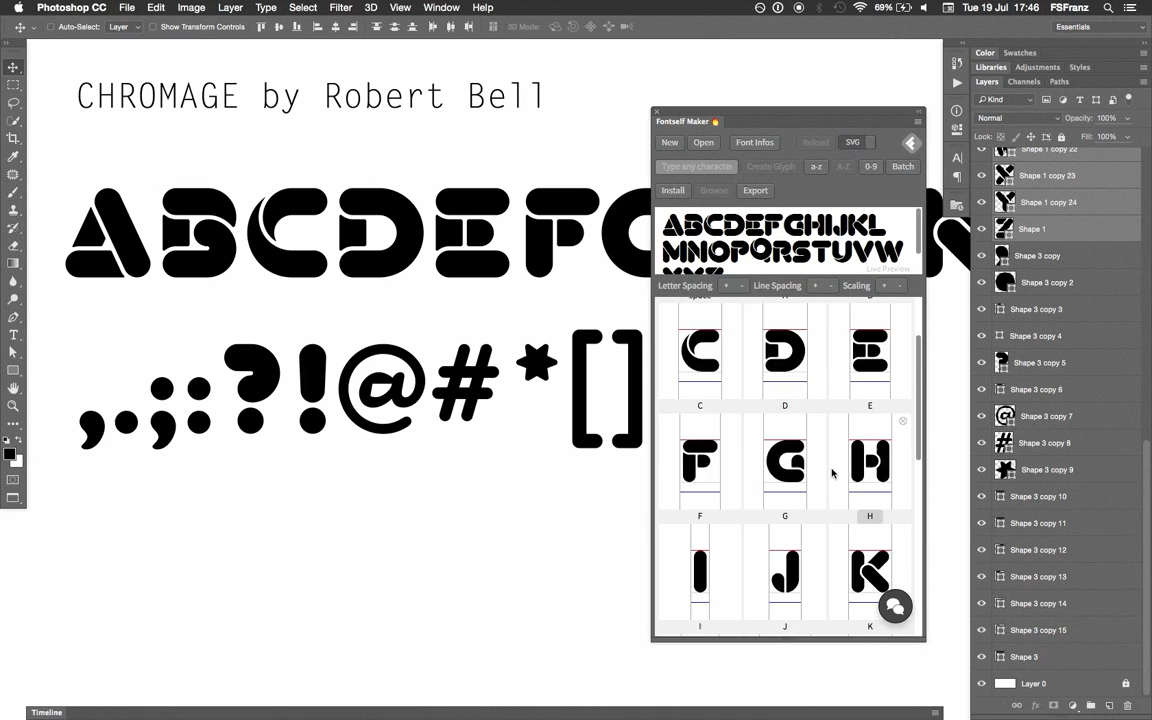 Photoshop CC File Edit Image Layer Type Select Filter 3D View Window Help 69% Tue 19 Jul 17:46 FSFranz
Auto-Select: Layer Show Transform Controls 3D Mode: Essentials
CHROMAGE by Robert Bell
ABCDEFG
,.;:?!@#*[]
Fontself Maker
New Open Font Infos Reload SVG
Type any character Create Glyph a-z A-Z 0-9 Batch
Install Browse Export
ABCDEFGHIJKL
MNOPQRSTUVW
XYZ
Live Preview
Letter Spacing + - Line Spacing + - Scaling + -
C D E
C D E
F G H
F G H
I J K
I J K
Color Swatches
Libraries Adjustments Styles
Layers Channels Paths
Kind
Normal Opacity: 100%
Lock: Fill: 100%
Shape 1 copy 22
Shape 1 copy 23
Shape 1 copy 24
Shape 1
Shape 3 copy
Shape 3 copy 2
Shape 3 copy 3
Shape 3 copy 4
Shape 3 copy 5
Shape 3 copy 6
Shape 3 copy 7
Shape 3 copy 8
Shape 3 copy 9
Shape 3 copy 10
Shape 3 copy 11
Shape 3 copy 12
Shape 3 copy 13
Shape 3 copy 14
Shape 3 copy 15
Shape 3
Layer 0
Timeline